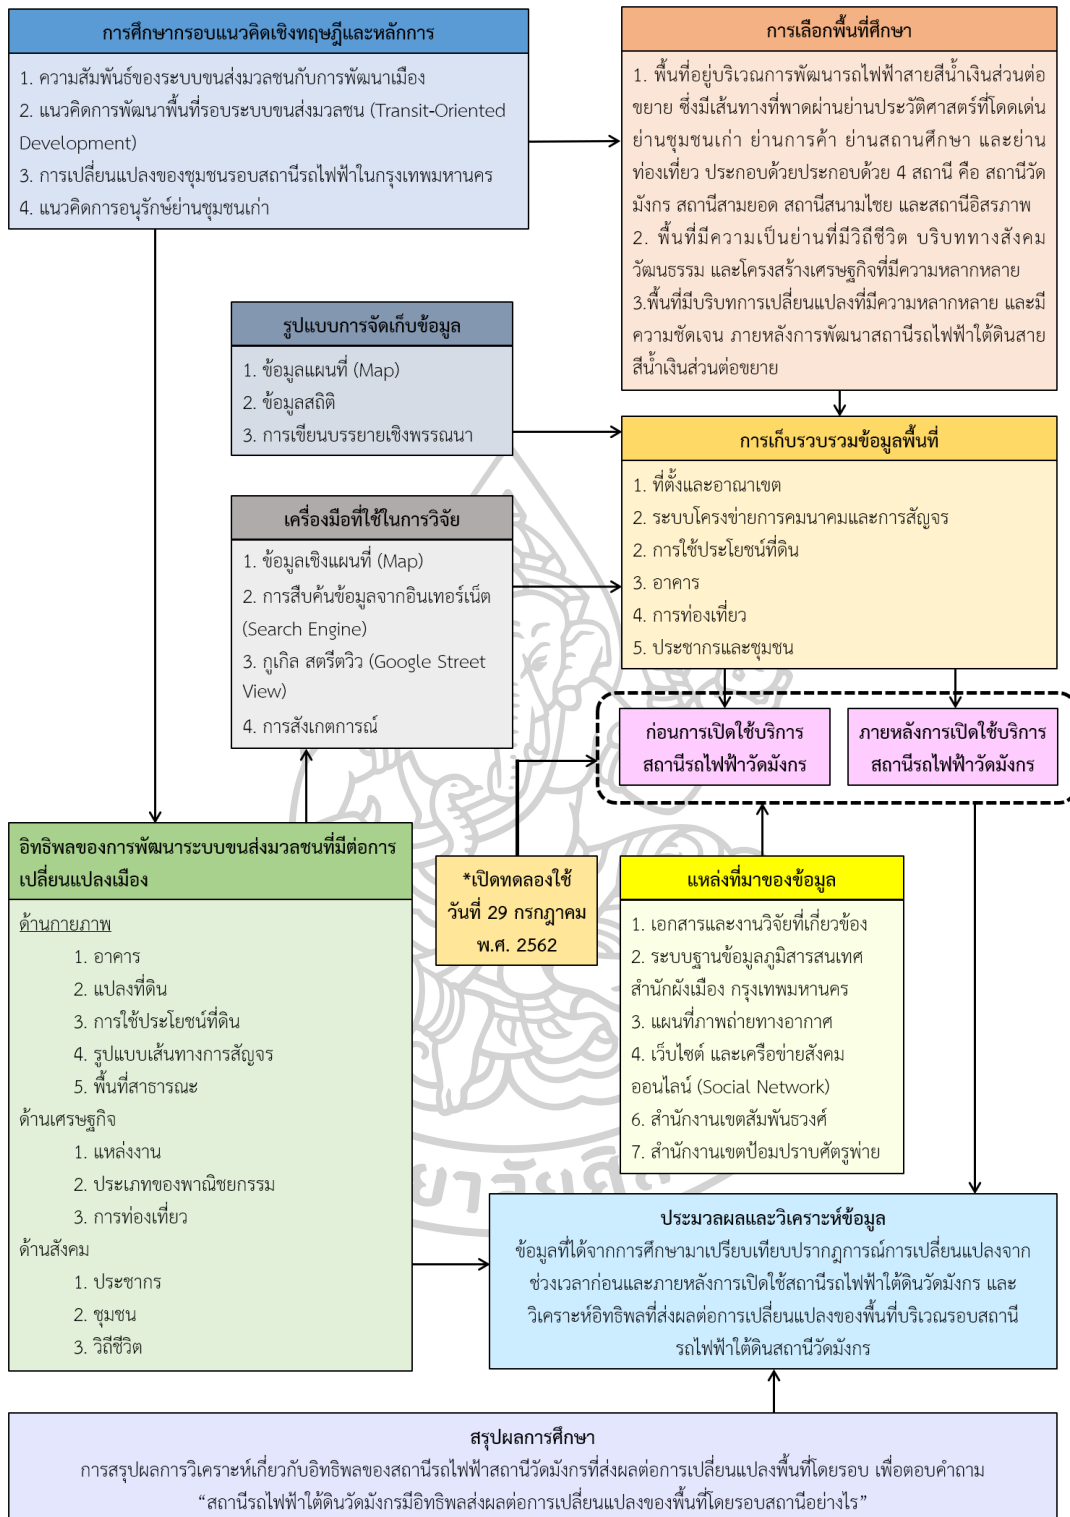 การศึกษากรอบแนวคิดเชิงทฤษฎีและหลักการ
1. ความสัมพันธ์ของระบบขนส่งมวลชนกับการพัฒนาเมือง
2. แนวคิดการพัฒนาพื้นที่รอบระบบขนส่งมวลชน (Transit-Oriented
Development)
3. การเปลี่ยนแปลงของชุมชนรอบสถานีรถไฟฟ้าในกรุงเทพมหานคร
4. แนวคิดการอนุรักษ์ย่านชุมชนเก่า
การเลือกพื้นที่ศึกษา
1. พื้นที่อยู่บริเวณการพัฒนารถไฟฟ้าสายสีน้ำเงินส่วนต่อ
ขยาย ซึ่งมีเส้นทางที่พาดผ่านย่านประวัติศาสตร์ที่โดดเด่น
ย่านชุมชนเก่า ย่านการค้า ย่านสถานศึกษา และย่าน
ท่องเที่ยว ประกอบด้วยประกอบด้วย 4 สถานี คือ สถานีวัด
มังกร สถานีสามยอด สถานีสนามไชย และสถานีอิสรภาพ
2. พื้นที่มีความเป็นย่านที่มีวิถีชีวิต บริบททางสังคม
วัฒนธรรม และโครงสร้างเศรษฐกิจที่มีความหลากหลาย
3.พื้นที่มีบริบทการเปลี่ยนแปลงที่มีความหลากหลาย และมี
ความชัดเจน ภายหลังการพัฒนาสถานีรถไฟฟ้าใต้ดินสาย
สีน้ำเงินส่วนต่อขยาย
รูปแบบการจัดเก็บข้อมูล
1. ข้อมูลแผนที่ (Map)
2. ข้อมูลสถิติ
3. การเขียนบรรยายเชิงพรรณนา
การเก็บรวบรวมข้อมูลพื้นที่
1. ที่ตั้งและอาณาเขต
2. ระบบโครงข่ายการคมนาคมและการสัญจร
2. การใช้ประโยชน์ที่ดิน
3. อาคาร
4. การท่องเที่ยว
5. ประชากรและชุมชน
เครื่องมือที่ใช้ในการวิจัย
1. ข้อมูลเชิงแผนที่ (Map)
2. การสืบค้นข้อมูลจากอินเทอร์เน็ต
(Search Engine)
3. กูเกิล สตรีตวิว (Google Street
View)
4. การสังเกตการณ์
ก่อนการเปิดใช้บริการ
สถานีรถไฟฟ้าวัดมังกร
ภายหลังการเปิดใช้บริการ
สถานีรถไฟฟ้าวัดมังกร
อิทธิพลของการพัฒนาระบบขนส่งมวลชนที่มีต่อการ
เปลี่ยนแปลงเมือง
ด้านกายภาพ
1. อาคาร
2. แปลงที่ดิน
3. การใช้ประโยชน์ที่ดิน
4. รูปแบบเส้นทางการสัญจร
5. พื้นที่สาธารณะ
ด้านเศรษฐกิจ
1. แหล่งงาน
2. ประเภทของพาณิชยกรรม
3. การท่องเที่ยว
ด้านสังคม
1. ประชากร
2. ชุมชน
3. วิถีชีวิต
*เปิดทดลองใช้
วันที่ 29 กรกฎาคม
พ.ศ. 2562
แหล่งที่มาของข้อมูล
1. เอกสารและงานวิจัยที่เกี่ยวข้อง
2. ระบบฐานข้อมูลภูมิสารสนเทศ
สำนักผังเมือง กรุงเทพมหานคร
3. แผนที่ภาพถ่ายทางอากาศ
4. เว็บไซต์ และเครือข่ายสังคม
ออนไลน์ (Social Network)
6. สำนักงานเขตสัมพันธวงศ์
7. สำนักงานเขตป้อมปราบศัตรูพ่าย
ประมวลผลและวิเคราะห์ข้อมูล
ข้อมูลที่ได้จากการศึกษามาเปรียบเทียบปรากฏการณ์การเปลี่ยนแปลงจาก
ช่วงเวลาก่อนและภายหลังการเปิดใช้สถานีรถไฟฟ้าใต้ดินวัดมังกร และ
วิเคราะห์อิทธิพลที่ส่งผลต่อการเปลี่ยนแปลงของพื้นที่บริเวณรอบสถานี
รถไฟฟ้าใต้ดินสถานีวัดมังกร
สรุปผลการศึกษา
การสรุปผลการวิเคราะห์เกี่ยวกับอิทธิพลของสถานีรถไฟฟ้าสถานีวัดมังกรที่ส่งผลต่อการเปลี่ยนแปลงพื้นที่โดยรอบ เพื่อตอบคำถาม
“สถานีรถไฟฟ้าใต้ดินวัดมังกรมีอิทธิพลส่งผลต่อการเปลี่ยนแปลงของพื้นที่โดยรอบสถานีอย่างไร”